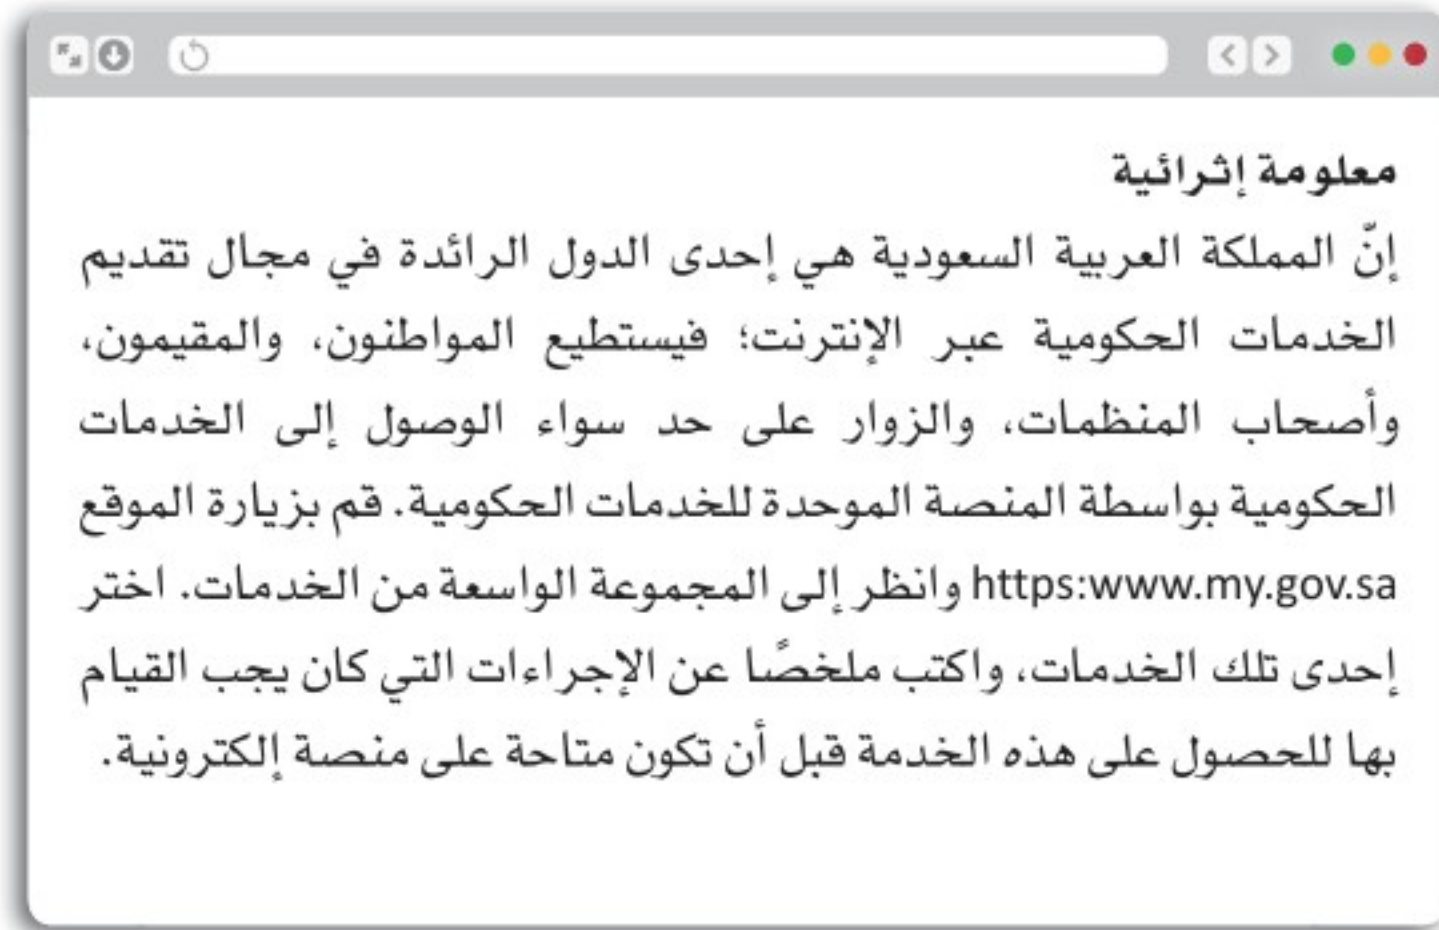 معلومة إثرائية
إنّ المملكة العربية السعودية هي إحدى الدول الرائدة في مجال تقديم
الخدمات الحكومية عبر الإنترنت؛ فيستطيع المواطنون، والمقيمون،
وأصحاب المنظمات، والزوار على حد سواء الوصول إلى الخدمات
الحكومية بواسطة المنصة الموحدة للخدمات الحكومية. قم بزيارة الموقع
https:www.my.gov.sa وانظر إلى المجموعة الواسعة من الخدمات. اختر
إحدى تلك الخدمات، واكتب ملخصًا عن الإجراءات التي كان يجب القيام
بها للحصول على هذه الخدمة قبل أن تكون متاحة على منصة إلكترونية.